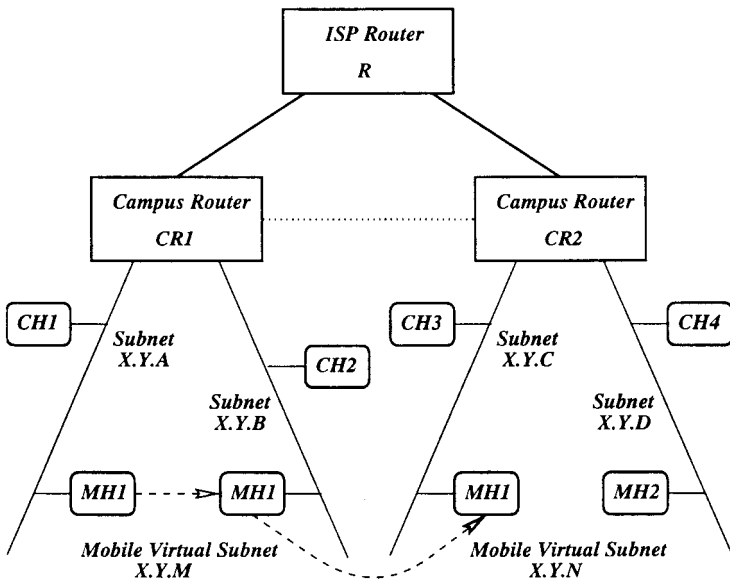 ISP Router
R
Campus Router
CR1
Campus Router
CR2
CH1
Subnet
X.Y.A
CH2
Subnet
X.Y.B
CH3
Subnet
X.Y.C
CH4
Subnet
X.Y.D
MH1
MH1
MH1
MH2
Mobile Virtual Subnet
X.Y.M
Mobile Virtual Subnet
X.Y.N